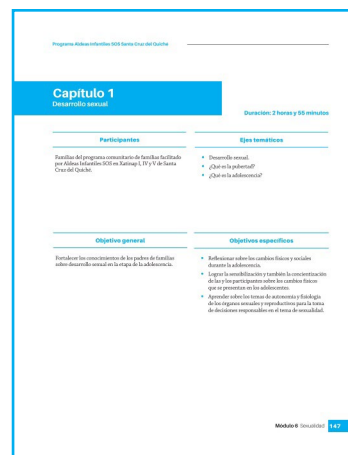 Programa Aldeas Infantiles SOS Santa Cruz del Quiché
Capítulo 1
Desarrollo sexual
Duración: 2 horas y 55 minutos
Participantes
Familias del programa comunitario de familias facilitado
por Aldeas Infantiles SOS en Xatinap I, IV y V de Santa
Cruz del Quiché.
Ejes temáticos
• Desarrollo sexual.
• ¿Qué es la pubertad?
• ¿Qué es la adolescencia?
Objetivo general
Fortalecer los conocimientos de los padres de familias
sobre desarrollo sexual en la etapa de la adolescencia.
Objetivos específicos
• Reflexionar sobre los cambios físicos y sociales
durante la adolescencia.
• Lograr la sensibilización y también la concientización
de las y los participantes sobre los cambios físicos
que se presentan en los adolescentes.
• Aprender sobre los temas de autonomía y fisiología
de los órganos sexuales y reproductivos para la toma
de decisiones responsables en el tema de sexualidad.
Módulo 6 Sexualidad 147